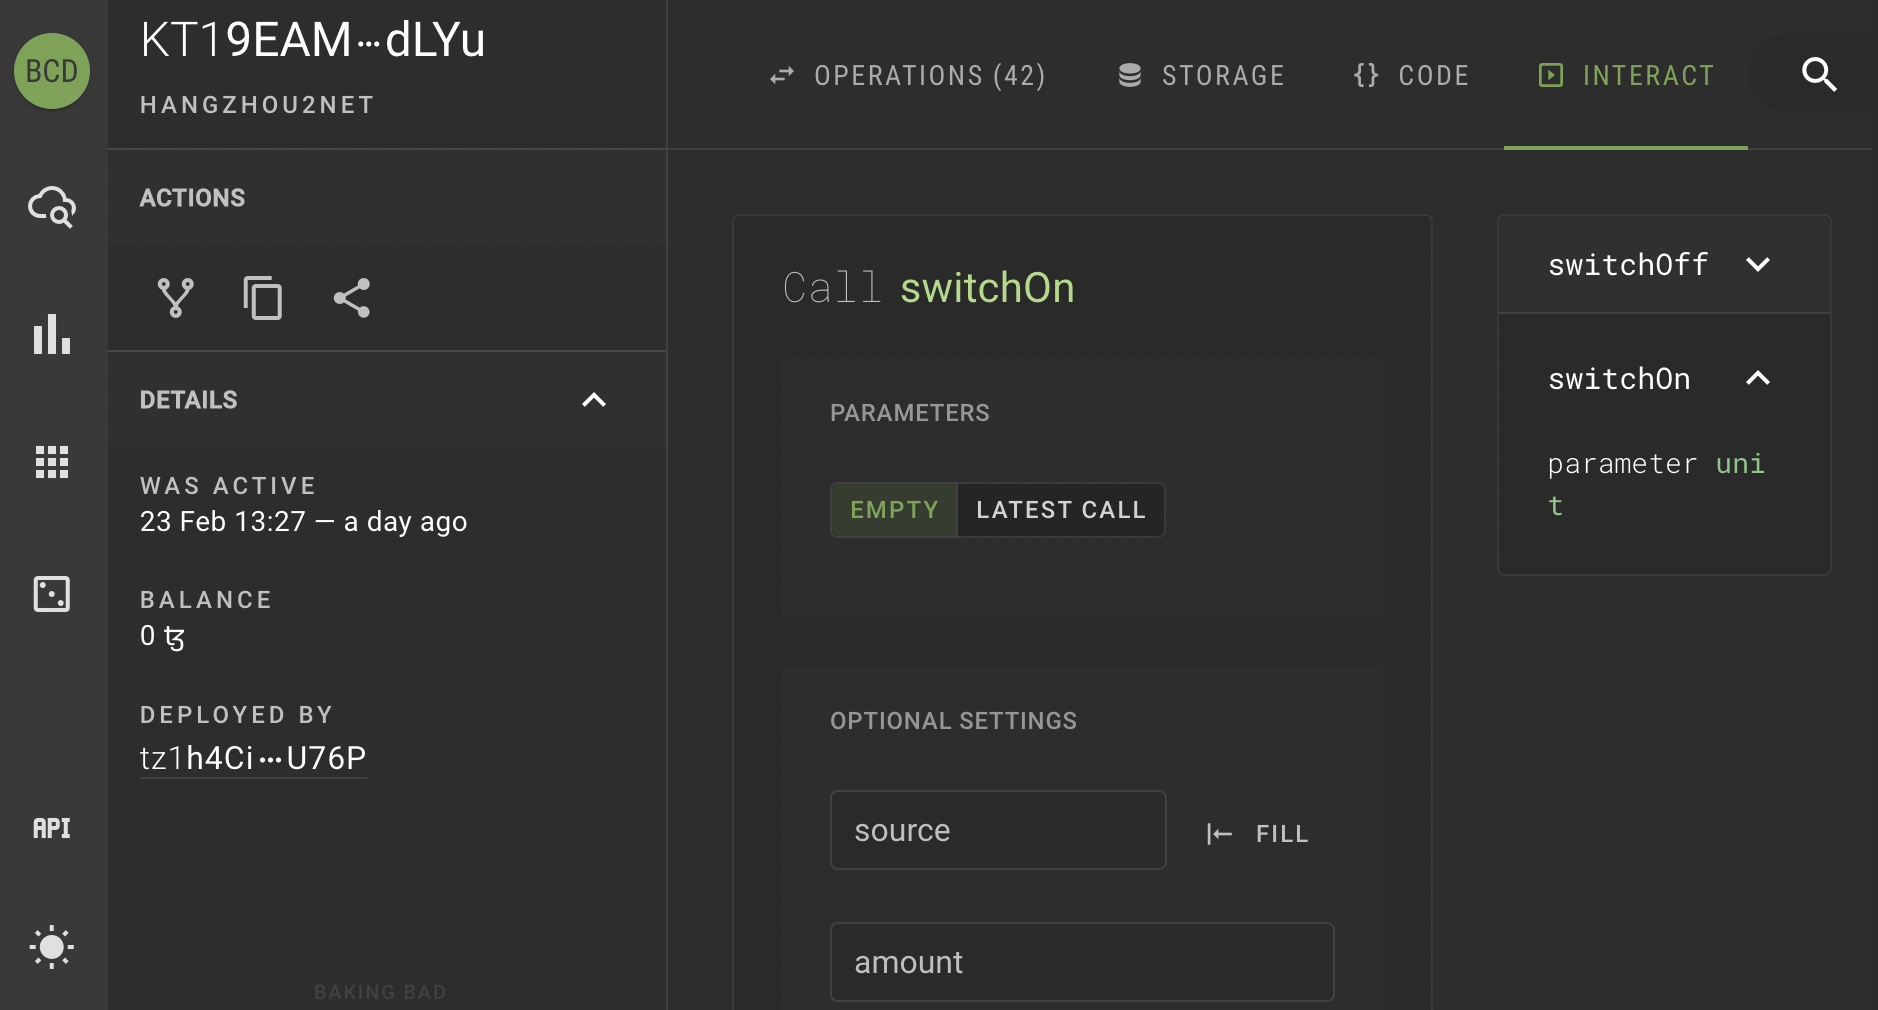 BCD
KT19EAM···dLYu
HANGZHOU2NET
OPERATIONS (42)
STORAGE
{} CODE
INTERACT
ACTIONS
DETAILS
WAS ACTIVE
23 Feb 13:27 — a day ago
BALANCE
0 ꜩ
DEPLOYED BY
tz1h4Ci···U76P
API
BAKING BAD
Call switchOn
PARAMETERS
EMPTY
LATEST CALL
OPTIONAL SETTINGS
source
FILL
amount
switchOff
switchOn
parameter uni
t